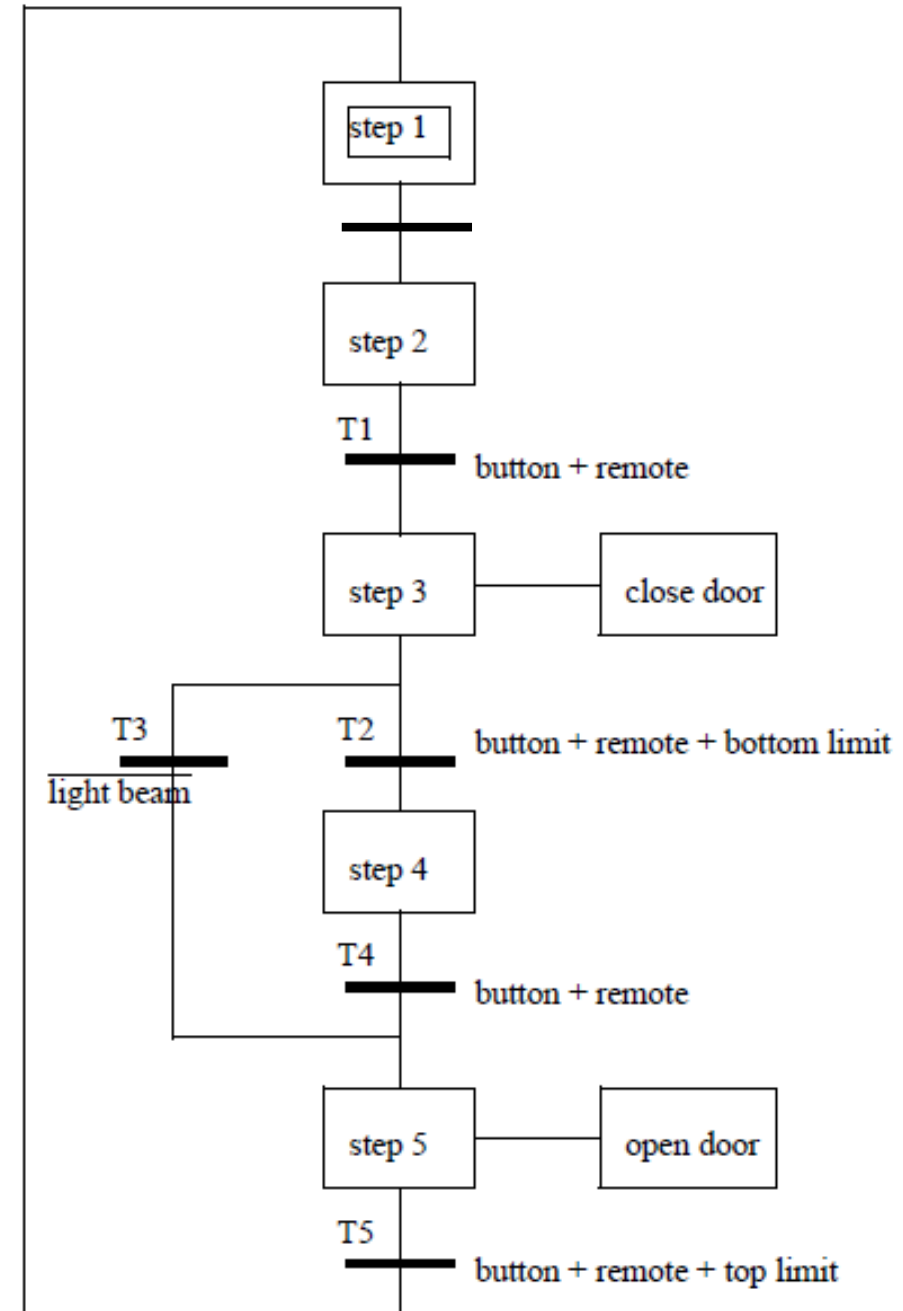 step 1
step 2
T1
button + remote
step 3
close door
T3
T2
button + remote + bottom limit
light beam
step 4
T4
button + remote
step 5
open door
T5
button + remote + top limit